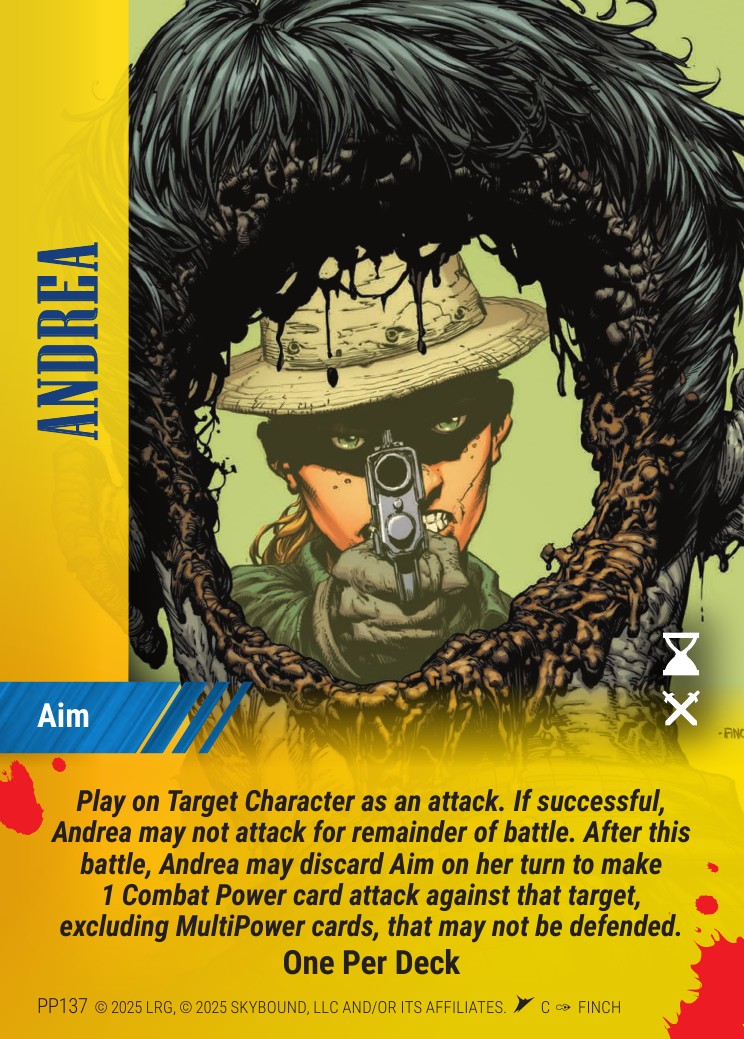 ANDREA
Aim
-FINC
Play on Target Character as an attack. If successful,
Andrea may not attack for remainder of battle. After this
battle, Andrea may discard Aim on her turn to make
1 Combat Power card attack against that target,
excluding MultiPower cards, that may not be defended.
One Per Deck
PP137 © 2025 LRG, © 2025 SKYBOUND, LLC AND/OR ITS AFFILIATES. C FINCH